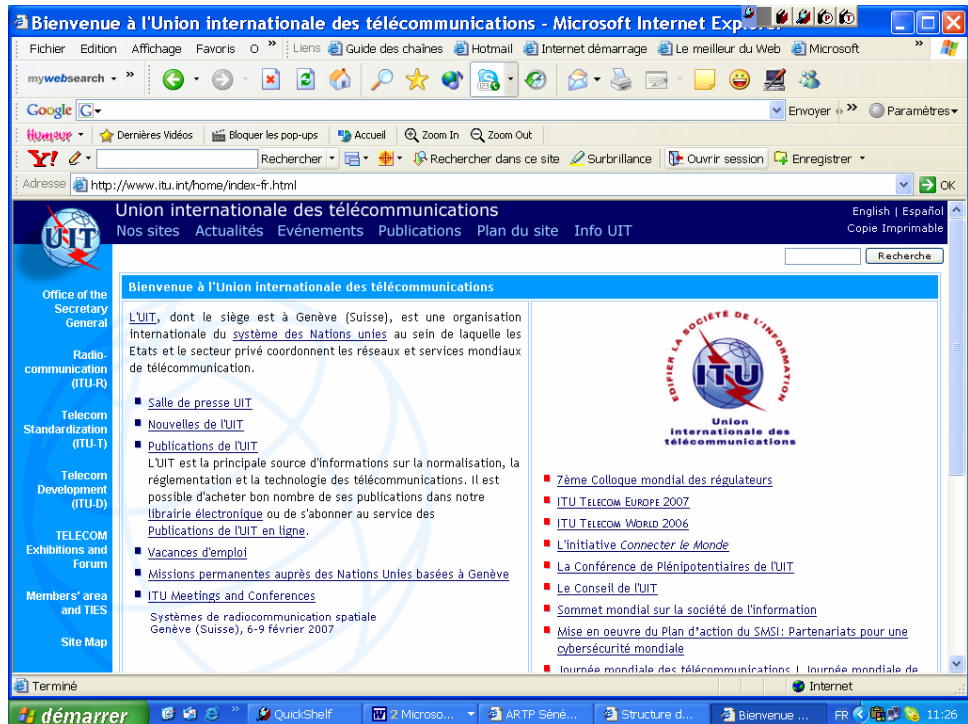 Bienvenue à l'Union internationale des télécommunications - Microsoft Internet
Fichier Edition Affichage Favoris O » Liens Guide des chaînes Hotmail Internet démarrage Le meilleur du Web Microsoft »
mywebsearch »
Google G Envoyer » Paramètres
Humour Dernières Vidéos Bloquer les pop-ups Accueil Zoom In Zoom Out
Y! Rechercher Rechercher dans ce site Surbrillance Ouvrir session Enregistrer
Adresse http://www.itu.int/home/index-fr.html OK
UIT
Union internationale des télécommunications
English | Español
Nos sites Actualités Evénements Publications Plan du site Info UIT
Copie Imprimable
Recherche
Office of the
Secretary
General
Radio-
communication
(ITU-R)
Telecom
Standardization
(ITU-T)
Telecom
Development
(ITU-D)
TELECOM
Exhibitions and
Forum
Members' area
and TIES
Site Map
Bienvenue à l'Union internationale des télécommunications
L'UIT, dont le siège est à Genève (Suisse), est une organisation
internationale du système des Nations unies au sein de laquelle les
Etats et le secteur privé coordonnent les réseaux et services mondiaux
de télécommunication.
Salle de presse UIT
Nouvelles de l'UIT
Publications de l'UIT
L'UIT est la principale source d'informations sur la normalisation, la
réglementation et la technologie des télécommunications. Il est
possible d'acheter bon nombre de ses publications dans notre
librairie électronique ou de s'abonner au service des
Publications de l'UIT en ligne.
Vacances d'emploi
Missions permanentes auprès des Nations Unies basées à Genève
ITU Meetings and Conferences
Systèmes de radiocommunication spatiale
Genève (Suisse), 6-9 février 2007
EDIFIER LA SOCIÉTÉ DE L'INFORMATION
ITU
Union
internationale des
télécommunications
7ème Colloque mondial des régulateurs
ITU TELECOM EUROPE 2007
ITU TELECOM WORLD 2006
L'initiative Connecter le Monde
La Conférence de Plénipotentiaires de l'UIT
Le Conseil de l'UIT
Sommet mondial sur la société de l'information
Mise en oeuvre du Plan d'action du SMSI: Partenariats pour une
cybersécurité mondiale
Journée mondiale des télécommunications | Journée mondiale de
Terminé Internet
démarrer » QuickShelf 2 Microso... ARTP Séné... Structure d... Bienvenue ... FR 11:26